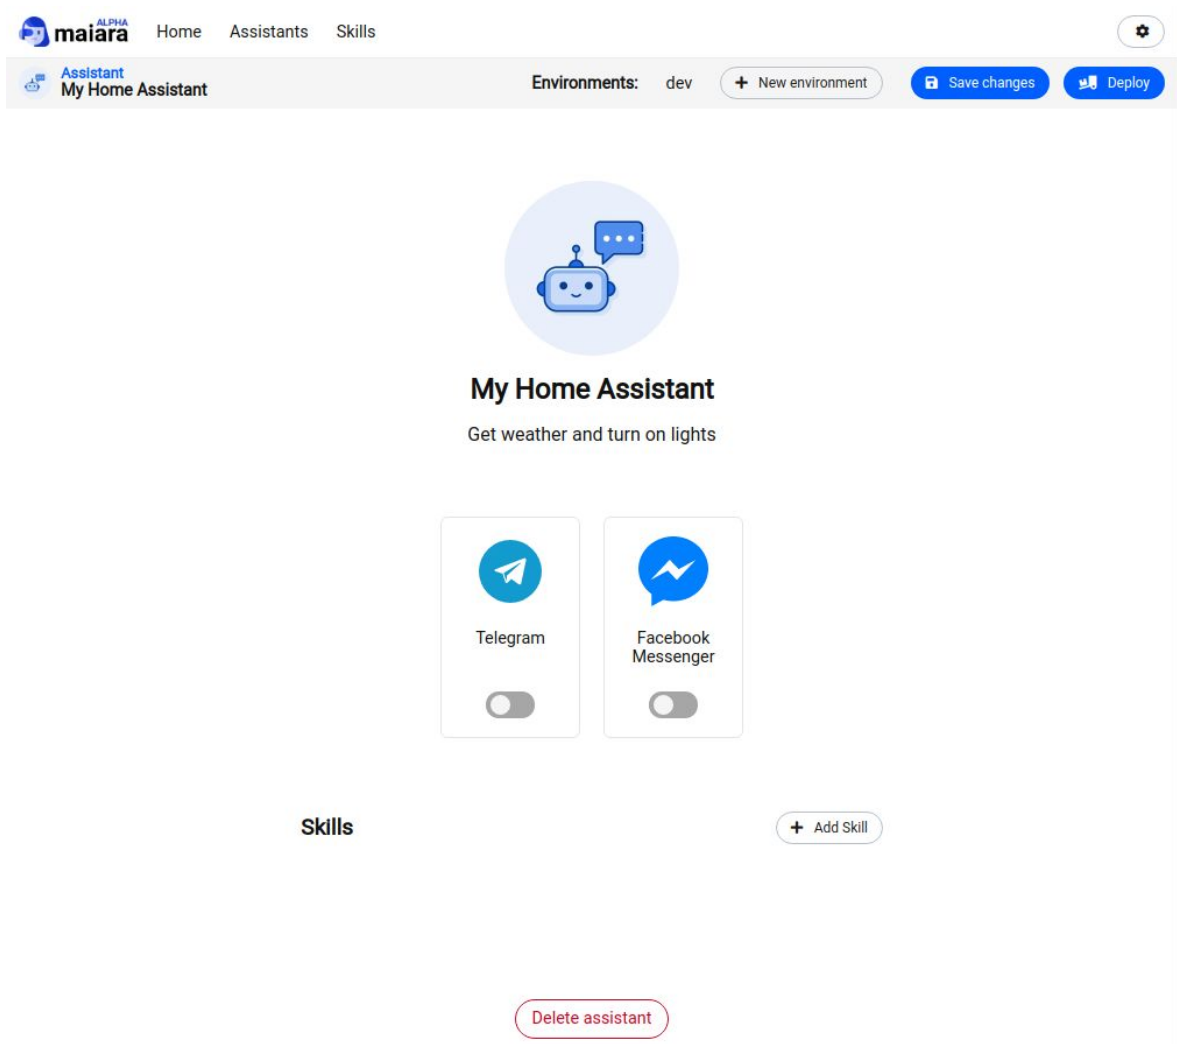 ALPHA
maiara Home Assistants Skills
Assistant
My Home Assistant Environments: dev + New environment Save changes Deploy
My Home Assistant
Get weather and turn on lights
Telegram
Facebook
Messenger
Skills + Add Skill
Delete assistant